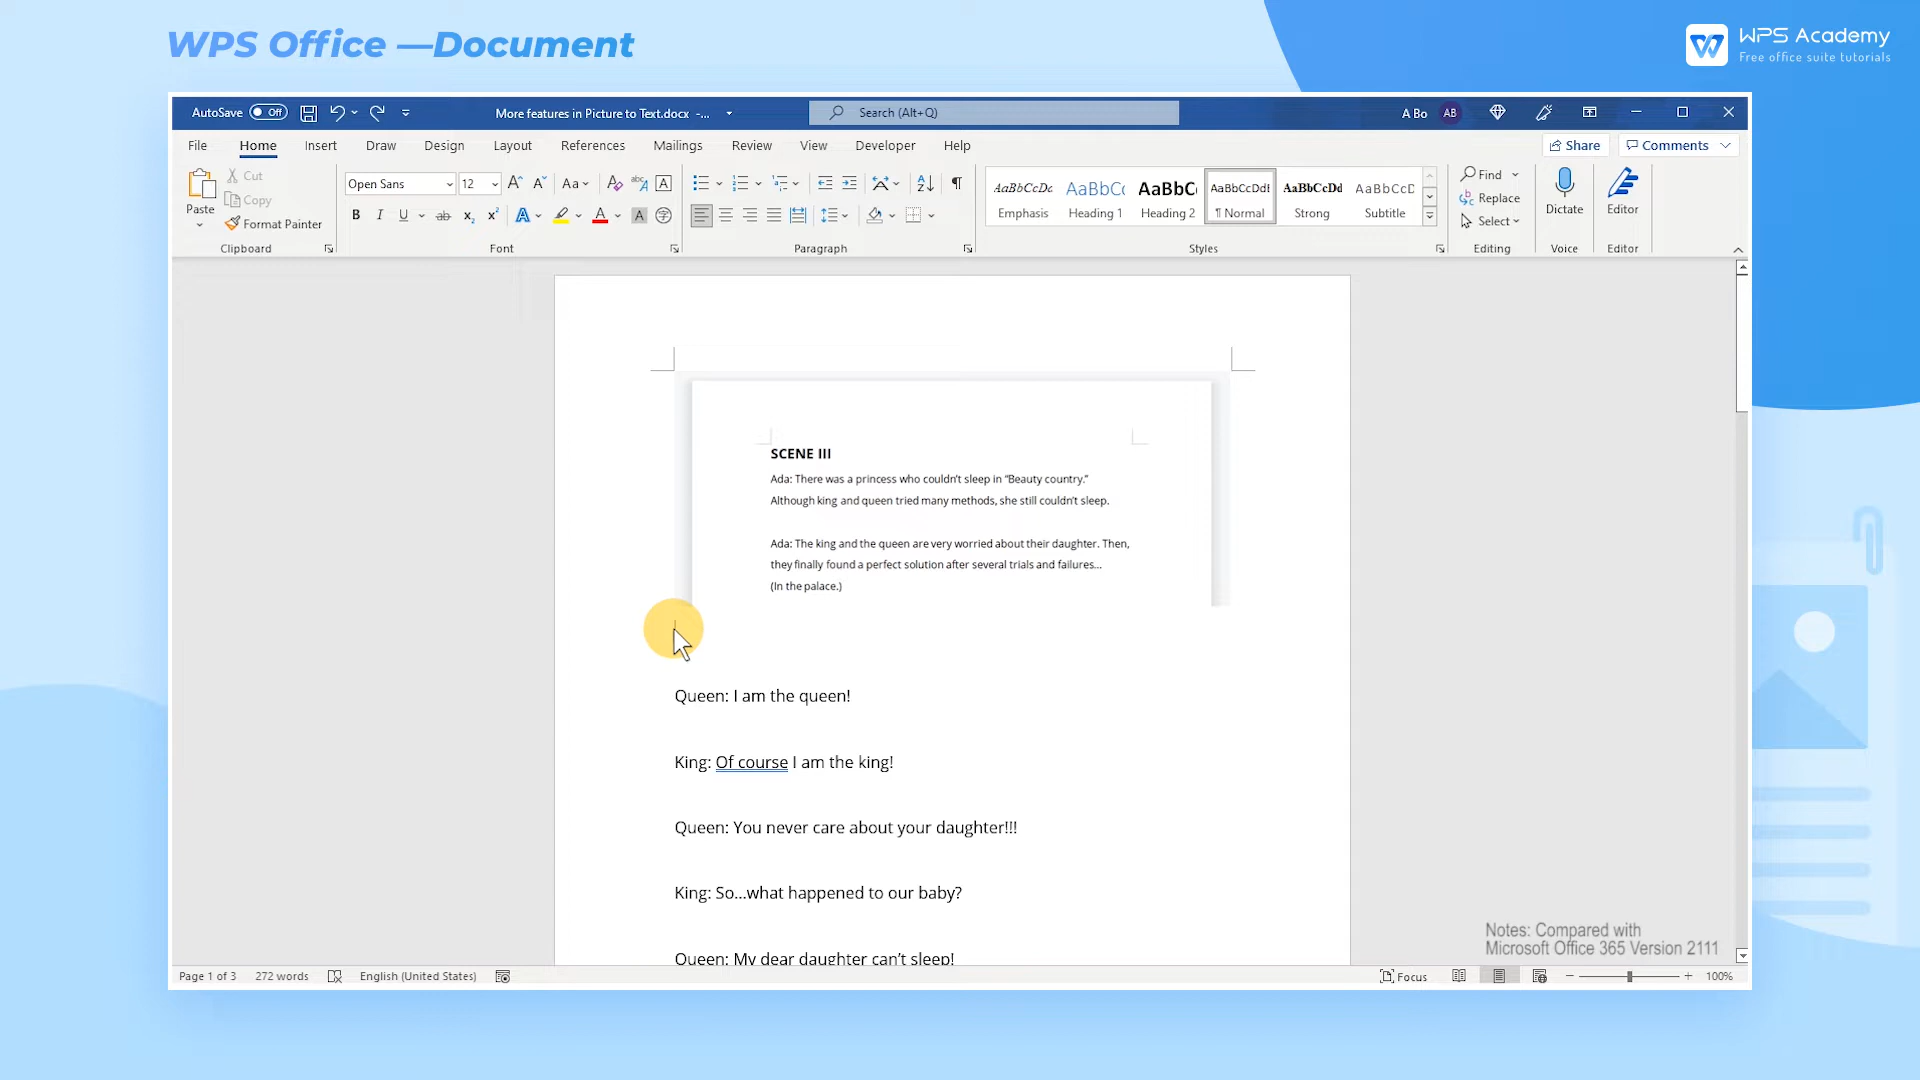 WPS Office —Document
WPS Academy
Free office suite tutorials
AutoSave Off
More features in Picture to Text.docx -...
Search (Alt+Q)
A Bo AB
File Home Insert Draw Design Layout References Mailings Review View Developer Help
Share Comments
Paste
Cut
Copy
Format Painter
Clipboard
Open Sans 12
Font
Paragraph
AaBbCcDc AaBbCc AaBbC AaBbCcDdE AaBbCcDd AaBbCcD
Emphasis Heading 1 Heading 2 ¶ Normal Strong Subtitle
Styles
Find
Replace
Select
Editing
Dictate
Voice
Editor
Editor
SCENE III
Ada: There was a princess who couldn’t sleep in “Beauty country.”
Although king and queen tried many methods, she still couldn’t sleep.
Ada: The king and the queen are very worried about their daughter. Then,
they finally found a perfect solution after several trials and failures…
(In the palace.)
Queen: I am the queen!
King: Of course I am the king!
Queen: You never care about your daughter!!!
King: So…what happened to our baby?
Queen: My dear daughter can’t sleep!
Notes: Compared with
Microsoft Office 365 Version 2111
Page 1 of 3 272 words English (United States) Focus 100%